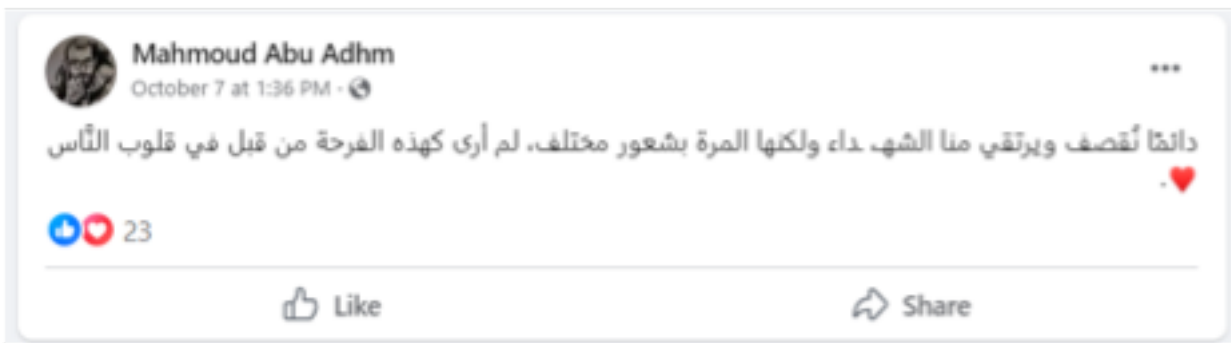 Mahmoud Abu Adhm
October 7 at 1:36 PM ·
دائمًا نُقصف ويرتقي منا الشهـ ـداء ولكنها المرة بشعور مختلف، لم أرى كهذه الفرحة من قبل في قلوب النَّاس
❤️.
23
Like
Share